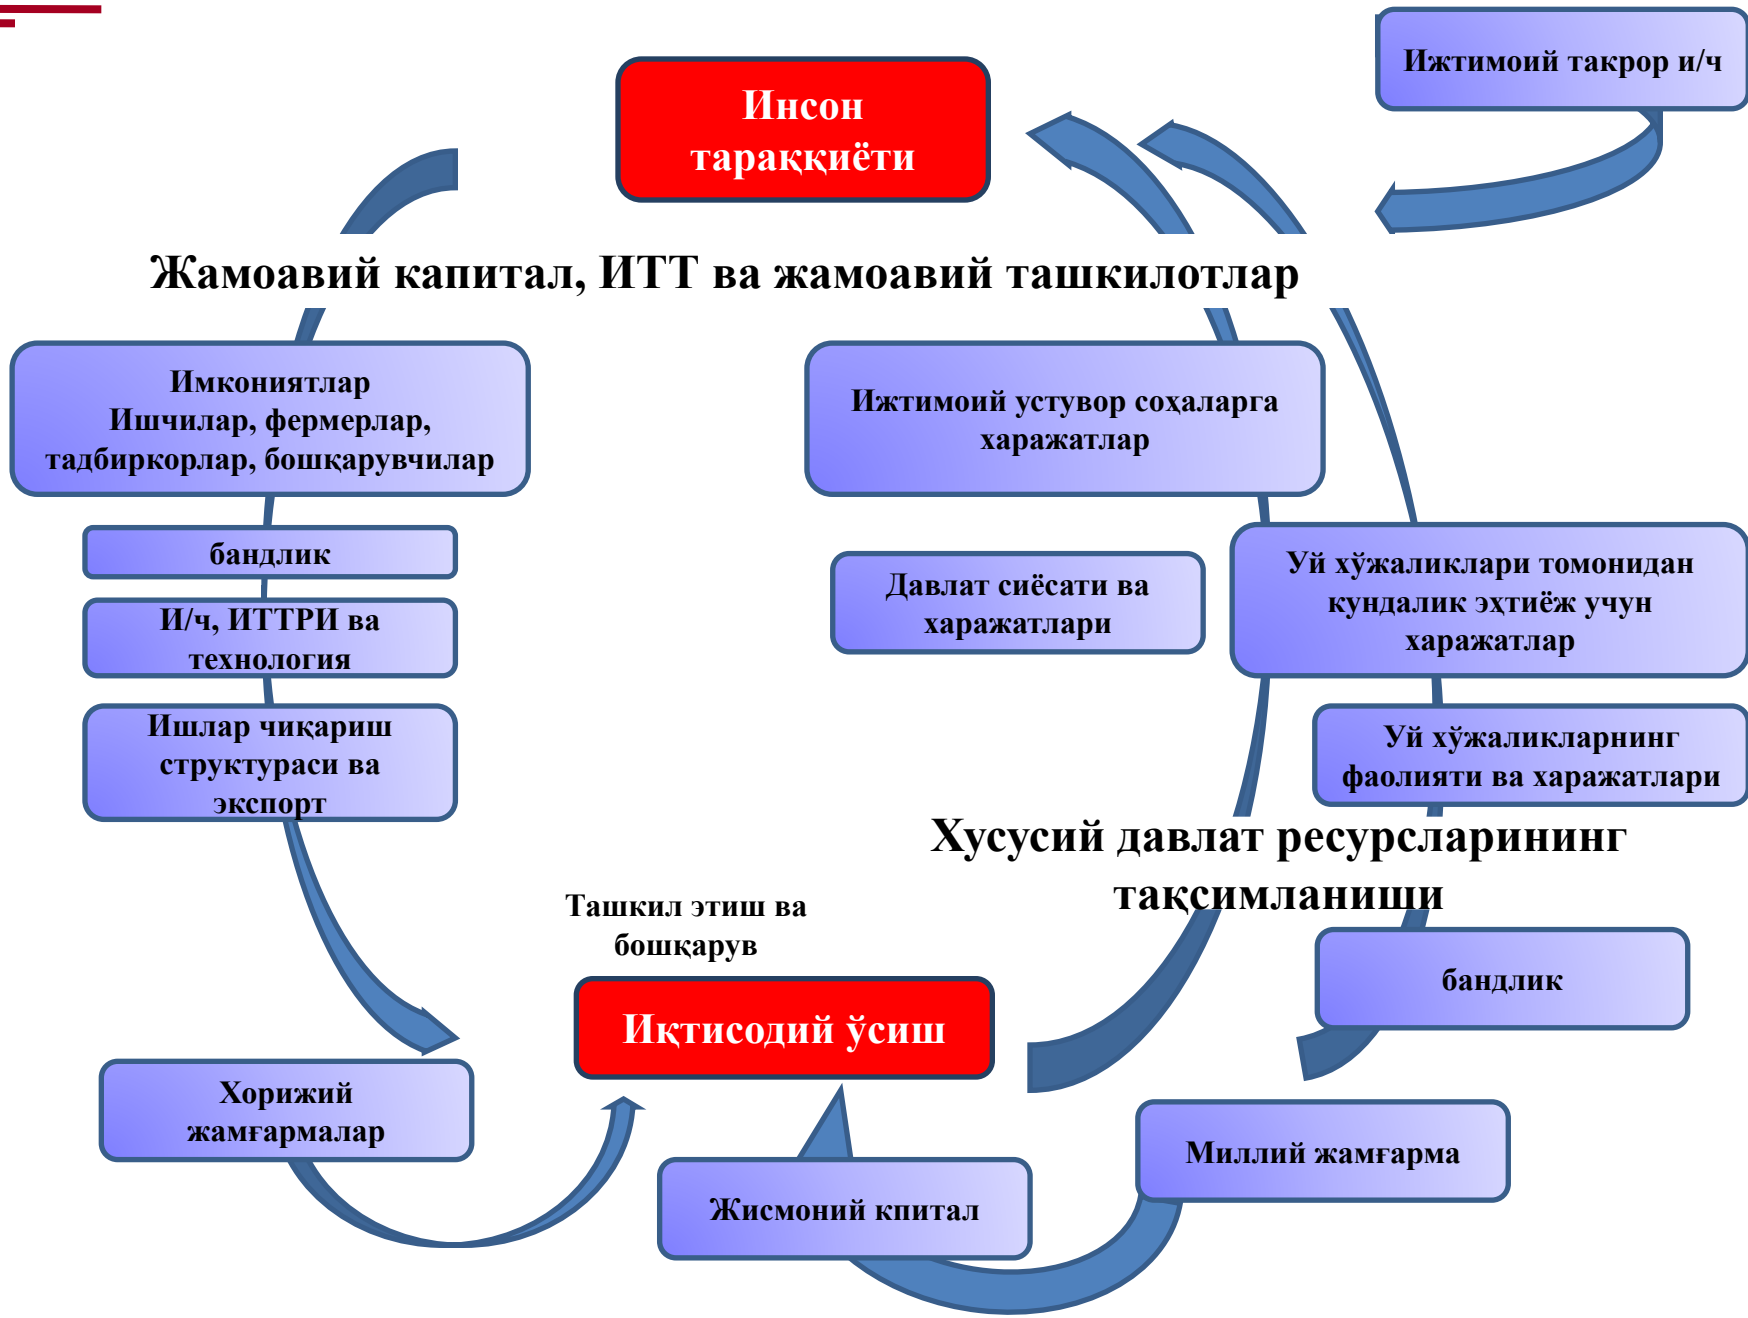 Ижтимоий такрор и/ч
Инсон
тараққиёти
Жамоавий капитал, ИТТ ва жамоавий ташкилотлар
Имкониятлар
Ишчилар, фермерлар,
тадбиркорлар, бошқарувчилар
Ижтимоий устувор соҳаларга
харажатлар
бандлик
Давлат сиёсати ва
харажатлари
Уй хўжаликлари томонидан
кундалик эҳтиёж учун
харажатлар
И/ч, ИТТРИ ва
технология
Ишлар чиқариш
структураси ва
экспорт
Уй хўжаликларнинг
фаолияти ва харажатлари
Хусусий давлат ресурсларининг
тақсимланиши
Ташкил этиш ва
бошқарув
бандлик
Иқтисодий ўсиш
Хорижий
жамғармалар
Миллий жамғарма
Жисмоний кпитал